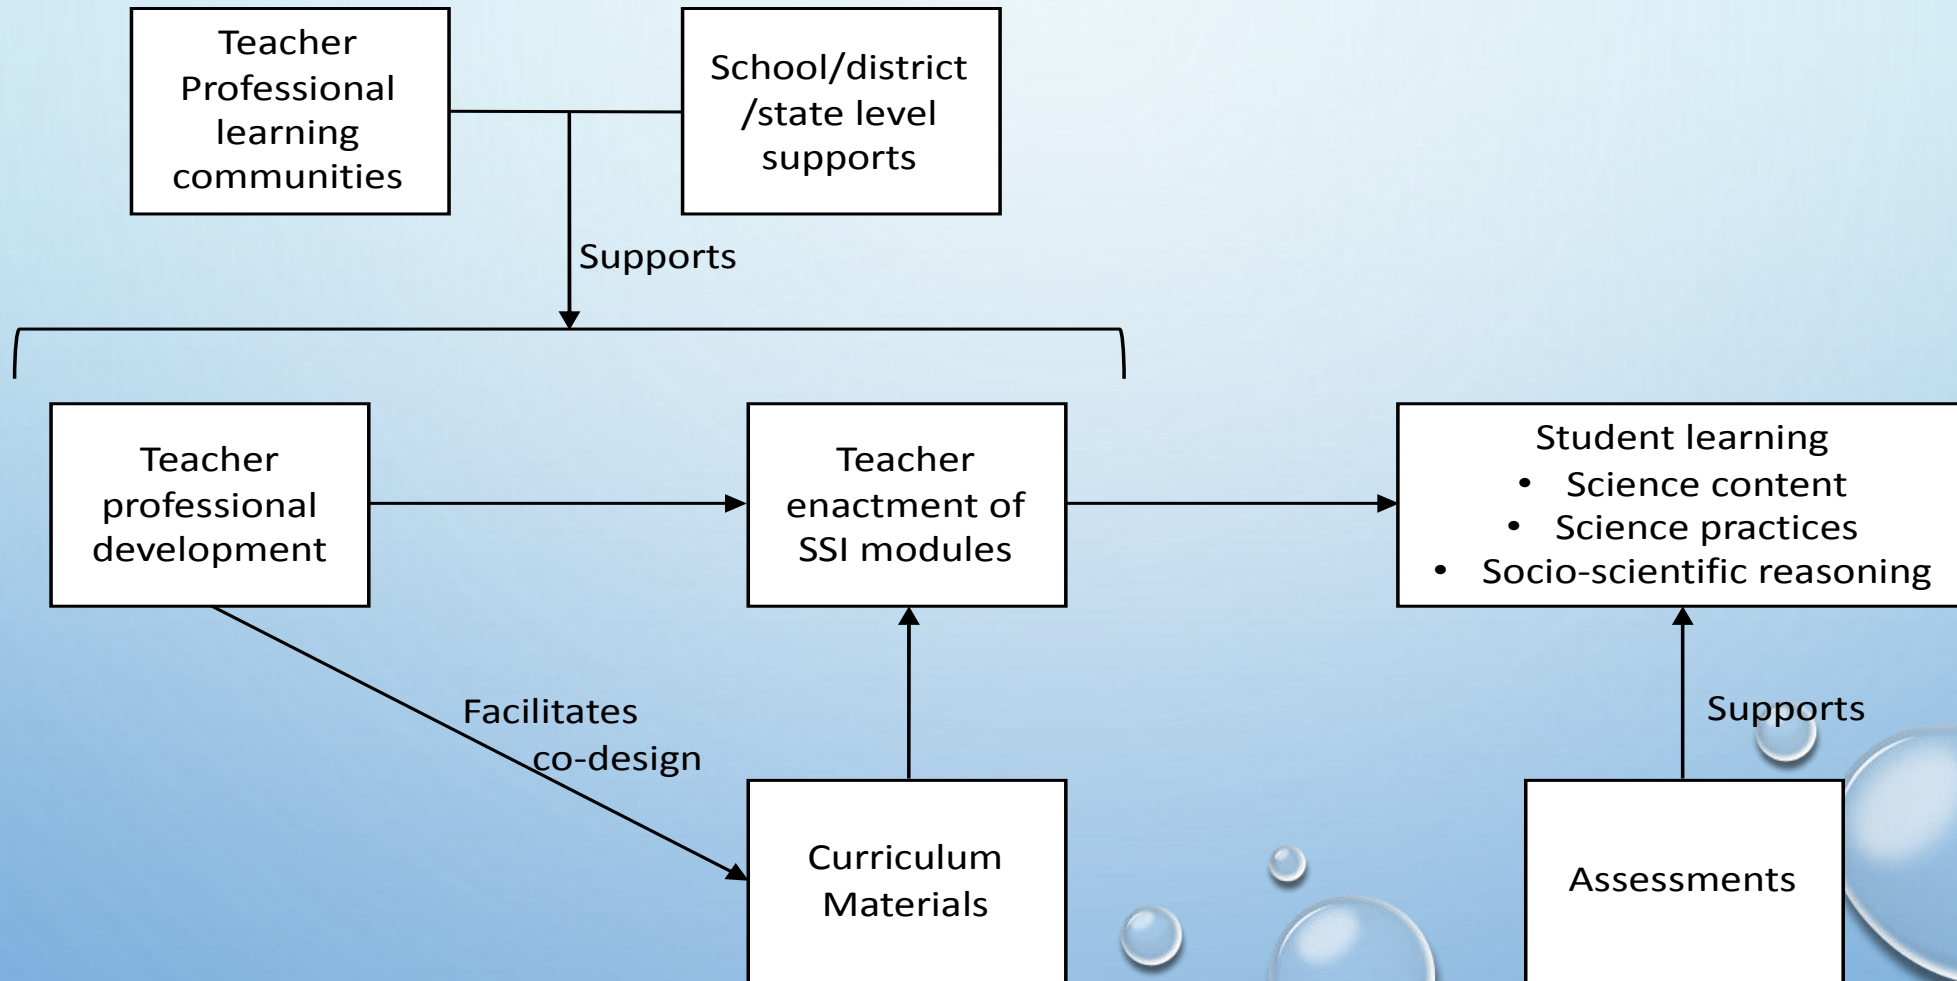 Teacher
Professional
learning
communities
School/district
/state level
supports
Supports
Teacher
professional
development
Teacher
enactment of
SSI modules
Student learning
• Science content
• Science practices
• Socio-scientific reasoning
Facilitates
co-design
Supports
Curriculum
Materials
Assessments